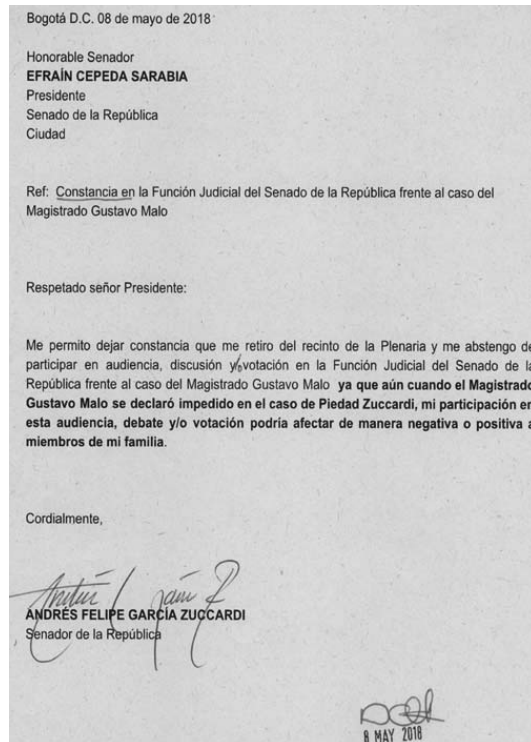 Bogotá D.C. 08 de mayo de 2018
Honorable Senador
EFRAÍN CEPEDA SARABIA
Presidente
Senado de la República
Ciudad
Ref: Constancia en la Función Judicial del Senado de la República frente al caso del
Magistrado Gustavo Malo
Respetado señor Presidente:
Me permito dejar constancia que me retiro del recinto de la Plenaria y me abstengo de
participar en audiencia, discusión y/o votación en la Función Judicial del Senado de la
República frente al caso del Magistrado Gustavo Malo ya que aún cuando el Magistrado
Gustavo Malo se declaró impedido en el caso de Piedad Zuccardi, mi participación en
esta audiencia, debate y/o votación podría afectar de manera negativa o positiva a
miembros de mi familia.
Cordialmente,
ANDRÉS FELIPE GARCÍA ZUCCARDI
Senador de la República
8 MAY 2018